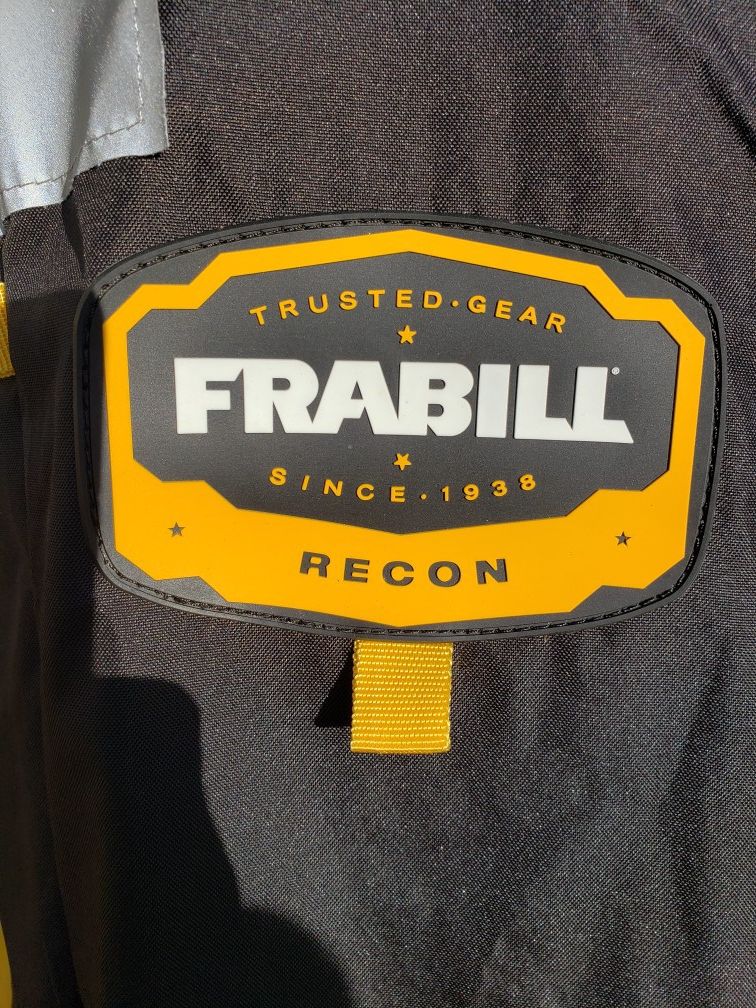 TRUSTED·GEAR
FRABILL®
SINCE·1938
RECON